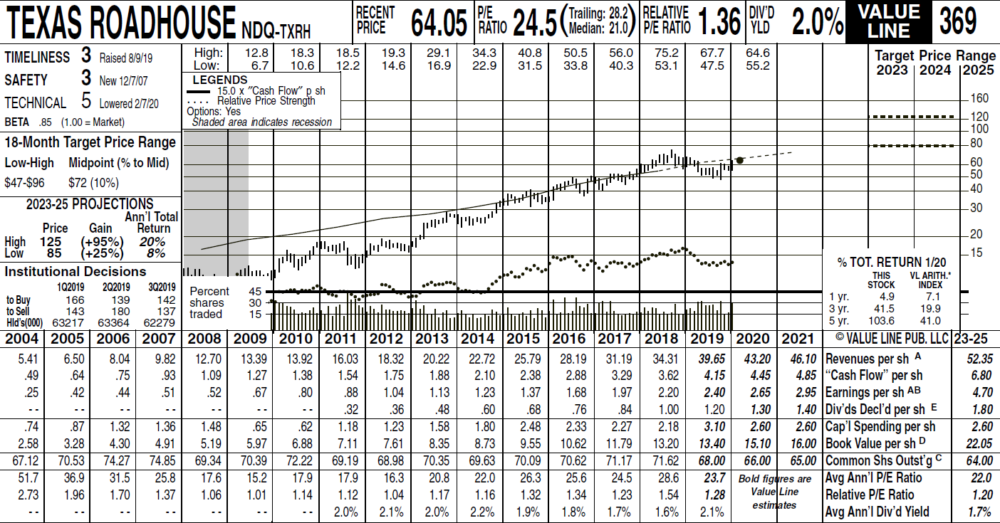 TEXAS ROADHOUSE NDQ-TXRH
RECENT PRICE 64.05
P/E RATIO 24.5 (Trailing: 28.2 Median: 21.0)
RELATIVE P/E RATIO 1.36
DIV'D YLD 2.0%
VALUE LINE 369
TIMELINESS 3 Raised 8/9/19
SAFETY 3 New 12/7/07
TECHNICAL 5 Lowered 2/7/20
BETA .85 (1.00 = Market)
18-Month Target Price Range
Low-High Midpoint (% to Mid)
$47-$96 $72 (10%)
2023-25 PROJECTIONS
Ann'l Total
Price Gain Return
High 125 (+95%) 20%
Low 85 (+25%) 8%
Institutional Decisions
1Q2019 2Q2019 3Q2019
to Buy 166 139 142
to Sell 143 180 137
Hld's(000) 63217 63364 62279
High: 12.8 18.3 18.5 19.3 29.1 34.3 40.8 50.5 56.0 75.2 67.7 64.6
Low: 6.7 10.6 12.2 14.6 16.9 22.9 31.5 33.8 40.3 53.1 47.5 55.2
LEGENDS
15.0 x "Cash Flow" p sh
. . . . Relative Price Strength
Options: Yes
Shaded area indicates recession
Target Price Range
2023 2024 2025
160
120
100
80
60
50
40
30
20
15
Percent 45
shares 30
traded 15
% TOT. RETURN 1/20
THIS VL ARITH.*
STOCK INDEX
1 yr. 4.9 7.1
3 yr. 41.5 19.9
5 yr. 103.6 41.0
2004 2005 2006 2007 2008 2009 2010 2011 2012 2013 2014 2015 2016 2017 2018 2019 2020 2021 © VALUE LINE PUB. LLC 23-25
5.41 6.50 8.04 9.82 12.70 13.39 13.92 16.03 18.32 20.22 22.72 25.79 28.19 31.19 34.31 39.65 43.20 46.10 Revenues per sh A 52.35
.49 .64 .75 .93 1.09 1.27 1.38 1.54 1.75 1.88 2.10 2.38 2.88 3.29 3.62 4.15 4.45 4.85 "Cash Flow" per sh 6.80
.25 .42 .44 .51 .52 .67 .80 .88 1.04 1.13 1.23 1.37 1.68 1.97 2.20 2.40 2.65 2.95 Earnings per sh AB 4.70
- - - - - - - - - - - - - - .32 .36 .48 .60 .68 .76 .84 1.00 1.20 1.30 1.40 Div'ds Decl'd per sh E 1.80
.74 .87 1.32 1.36 1.48 .65 .62 1.18 1.23 1.58 1.80 2.48 2.33 2.27 2.18 3.10 2.60 2.60 Cap'l Spending per sh 2.60
2.58 3.28 4.30 4.91 5.19 5.97 6.88 7.11 7.61 8.35 8.73 9.55 10.62 11.79 13.20 13.40 15.10 16.00 Book Value per sh D 22.05
67.12 70.53 74.27 74.85 69.34 70.39 72.22 69.19 68.98 70.35 69.63 70.09 70.62 71.17 71.62 68.00 66.00 65.00 Common Shs Outst'g C 64.00
51.7 36.9 31.5 25.8 17.6 15.2 17.9 17.9 16.3 20.8 22.0 26.3 25.6 24.5 28.6 23.7 Bold figures are Avg Ann'l P/E Ratio 22.0
2.73 1.96 1.70 1.37 1.06 1.01 1.14 1.12 1.04 1.17 1.16 1.32 1.34 1.23 1.54 1.28 Value Line Relative P/E Ratio 1.20
- - - - - - - - - - - - - - 2.0% 2.1% 2.0% 2.2% 1.9% 1.8% 1.7% 1.6% 2.1% estimates Avg Ann'l Div'd Yield 1.7%